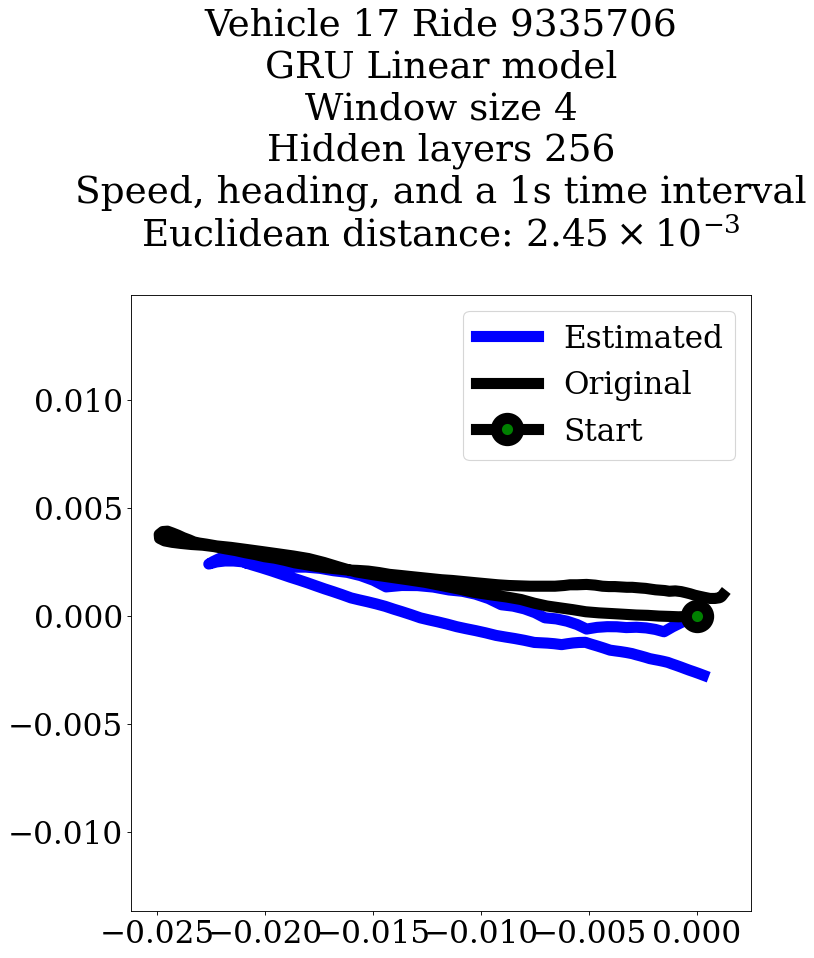 Vehicle 17 Ride 9335706
GRU Linear model
Window size 4
Hidden layers 256
Speed, heading, and a 1s time interval
Euclidean distance: 2.45 × 10⁻³
Estimated
Original
Start
0.010
0.005
0.000
−0.005
−0.010
−0.025 −0.020 −0.015 −0.010 −0.005 0.000